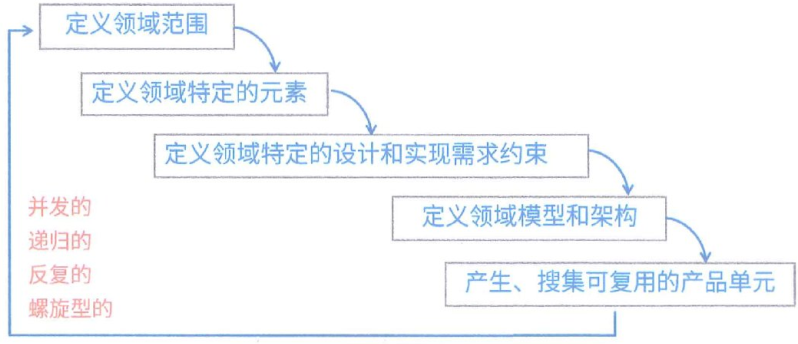 定义领域范围
定义领域特定的元素
定义领域特定的设计和实现需求约束
定义领域模型和架构
产生、搜集可复用的产品单元
并发的
递归的
反复的
螺旋型的